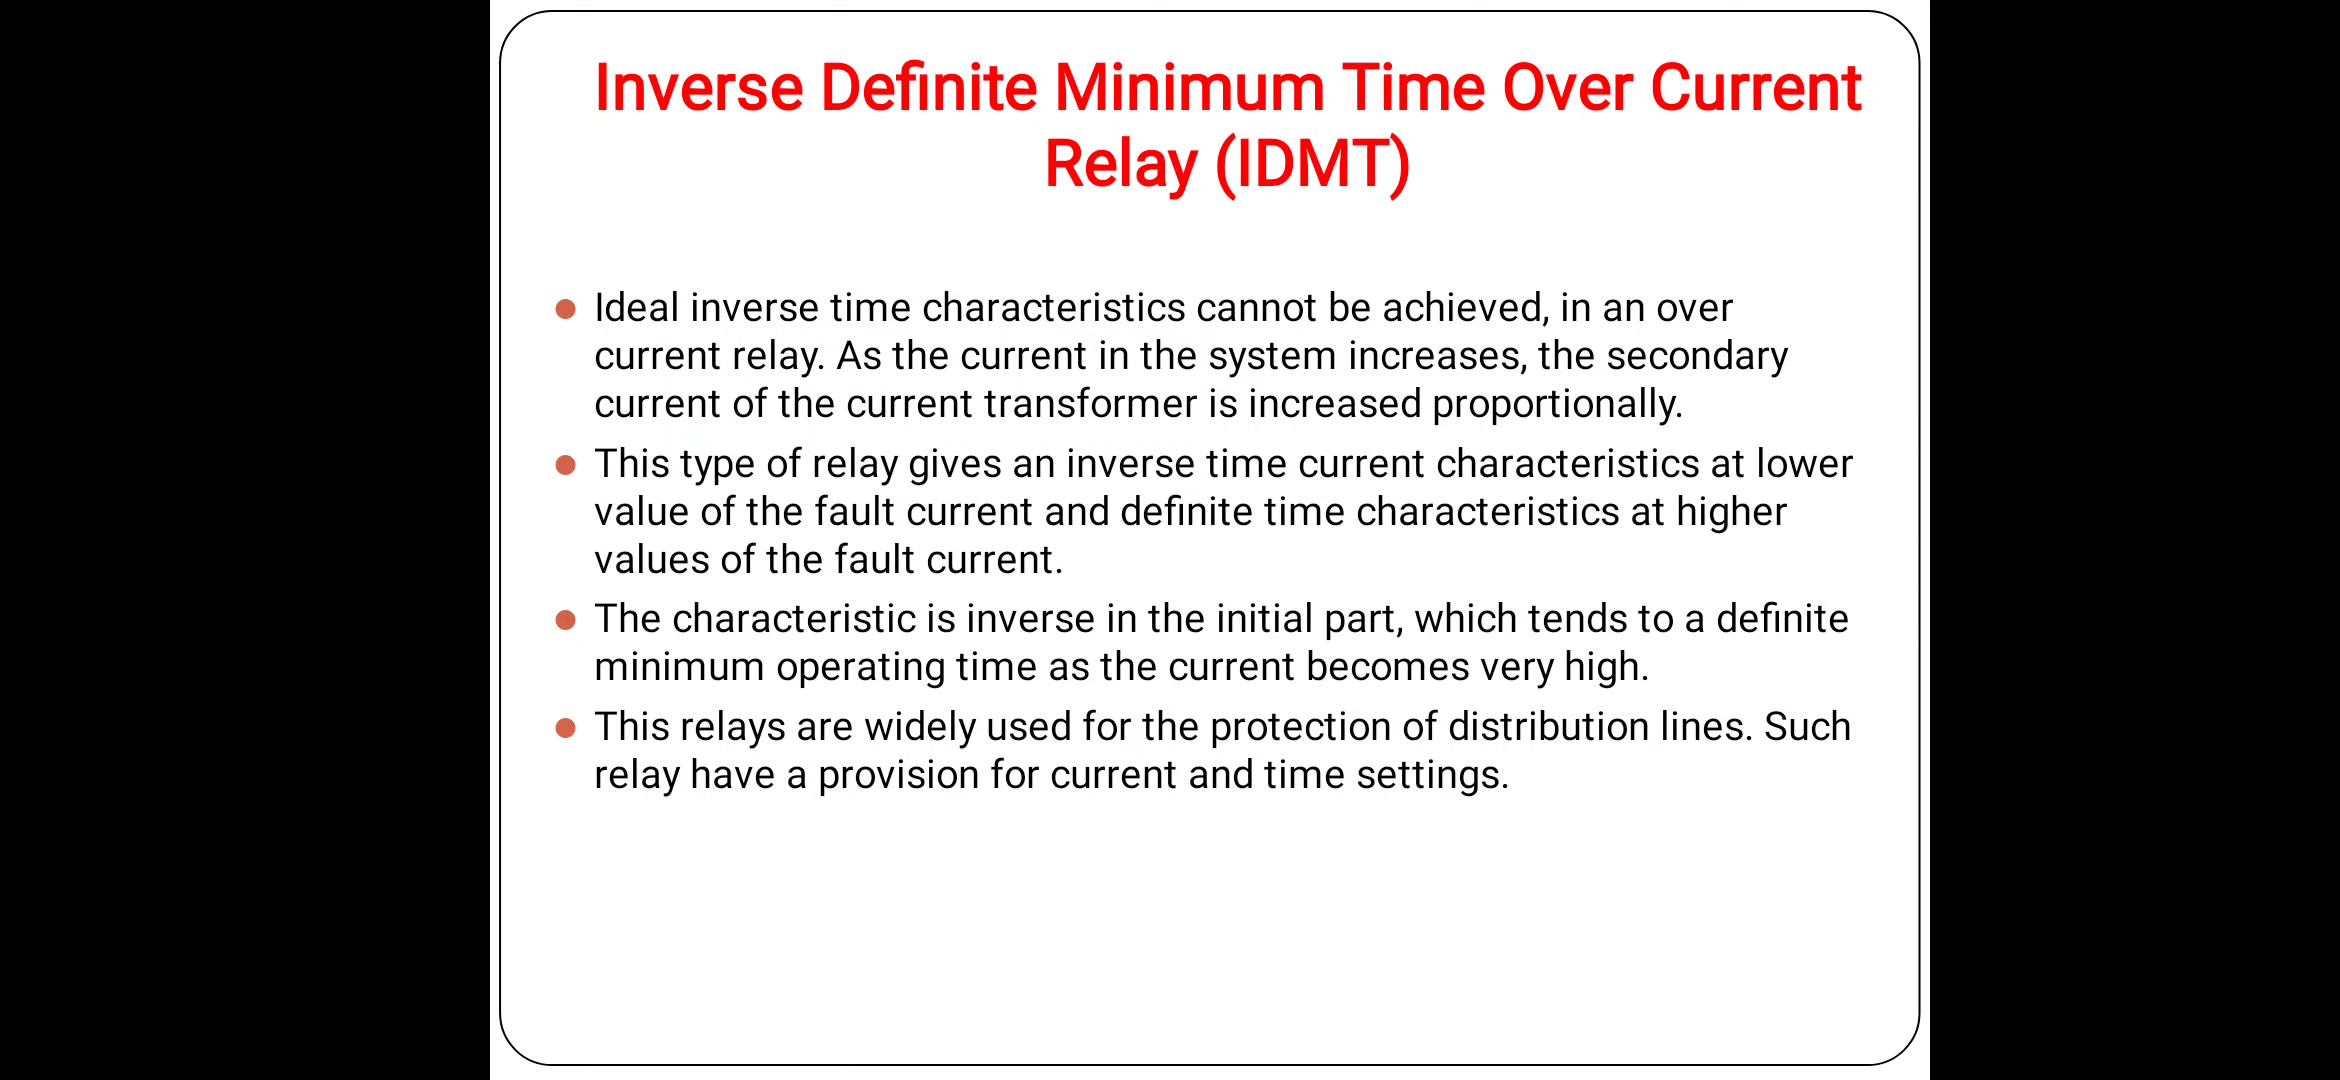 Inverse Definite Minimum Time Over Current
Relay (IDMT)
● Ideal inverse time characteristics cannot be achieved, in an over
current relay. As the current in the system increases, the secondary
current of the current transformer is increased proportionally.
● This type of relay gives an inverse time current characteristics at lower
value of the fault current and definite time characteristics at higher
values of the fault current.
● The characteristic is inverse in the initial part, which tends to a definite
minimum operating time as the current becomes very high.
● This relays are widely used for the protection of distribution lines. Such
relay have a provision for current and time settings.